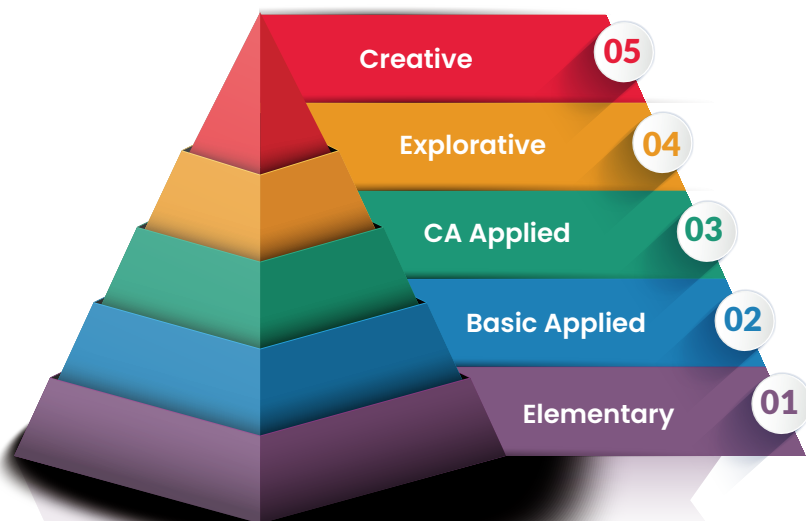 Creative 05
Explorative 04
CA Applied 03
Basic Applied 02
Elementary 01